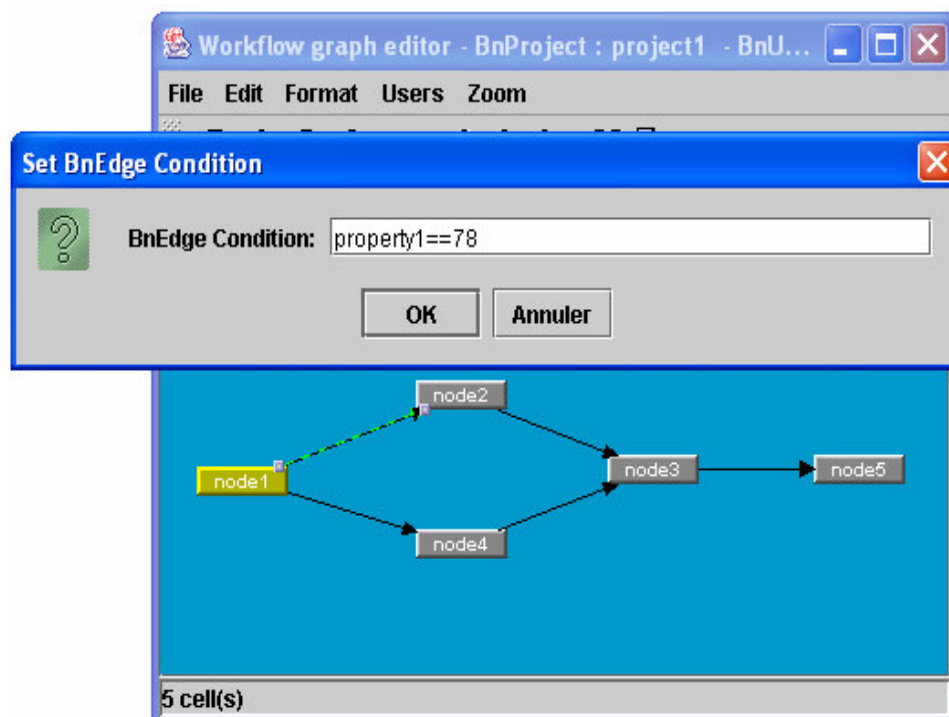 Workflow graph editor - BnProject : project1 - BnU...
File Edit Format Users Zoom
Set BnEdge Condition
BnEdge Condition: property1==78
OK Annuler
node2
node1 node3 node5
node4
5 cell(s)